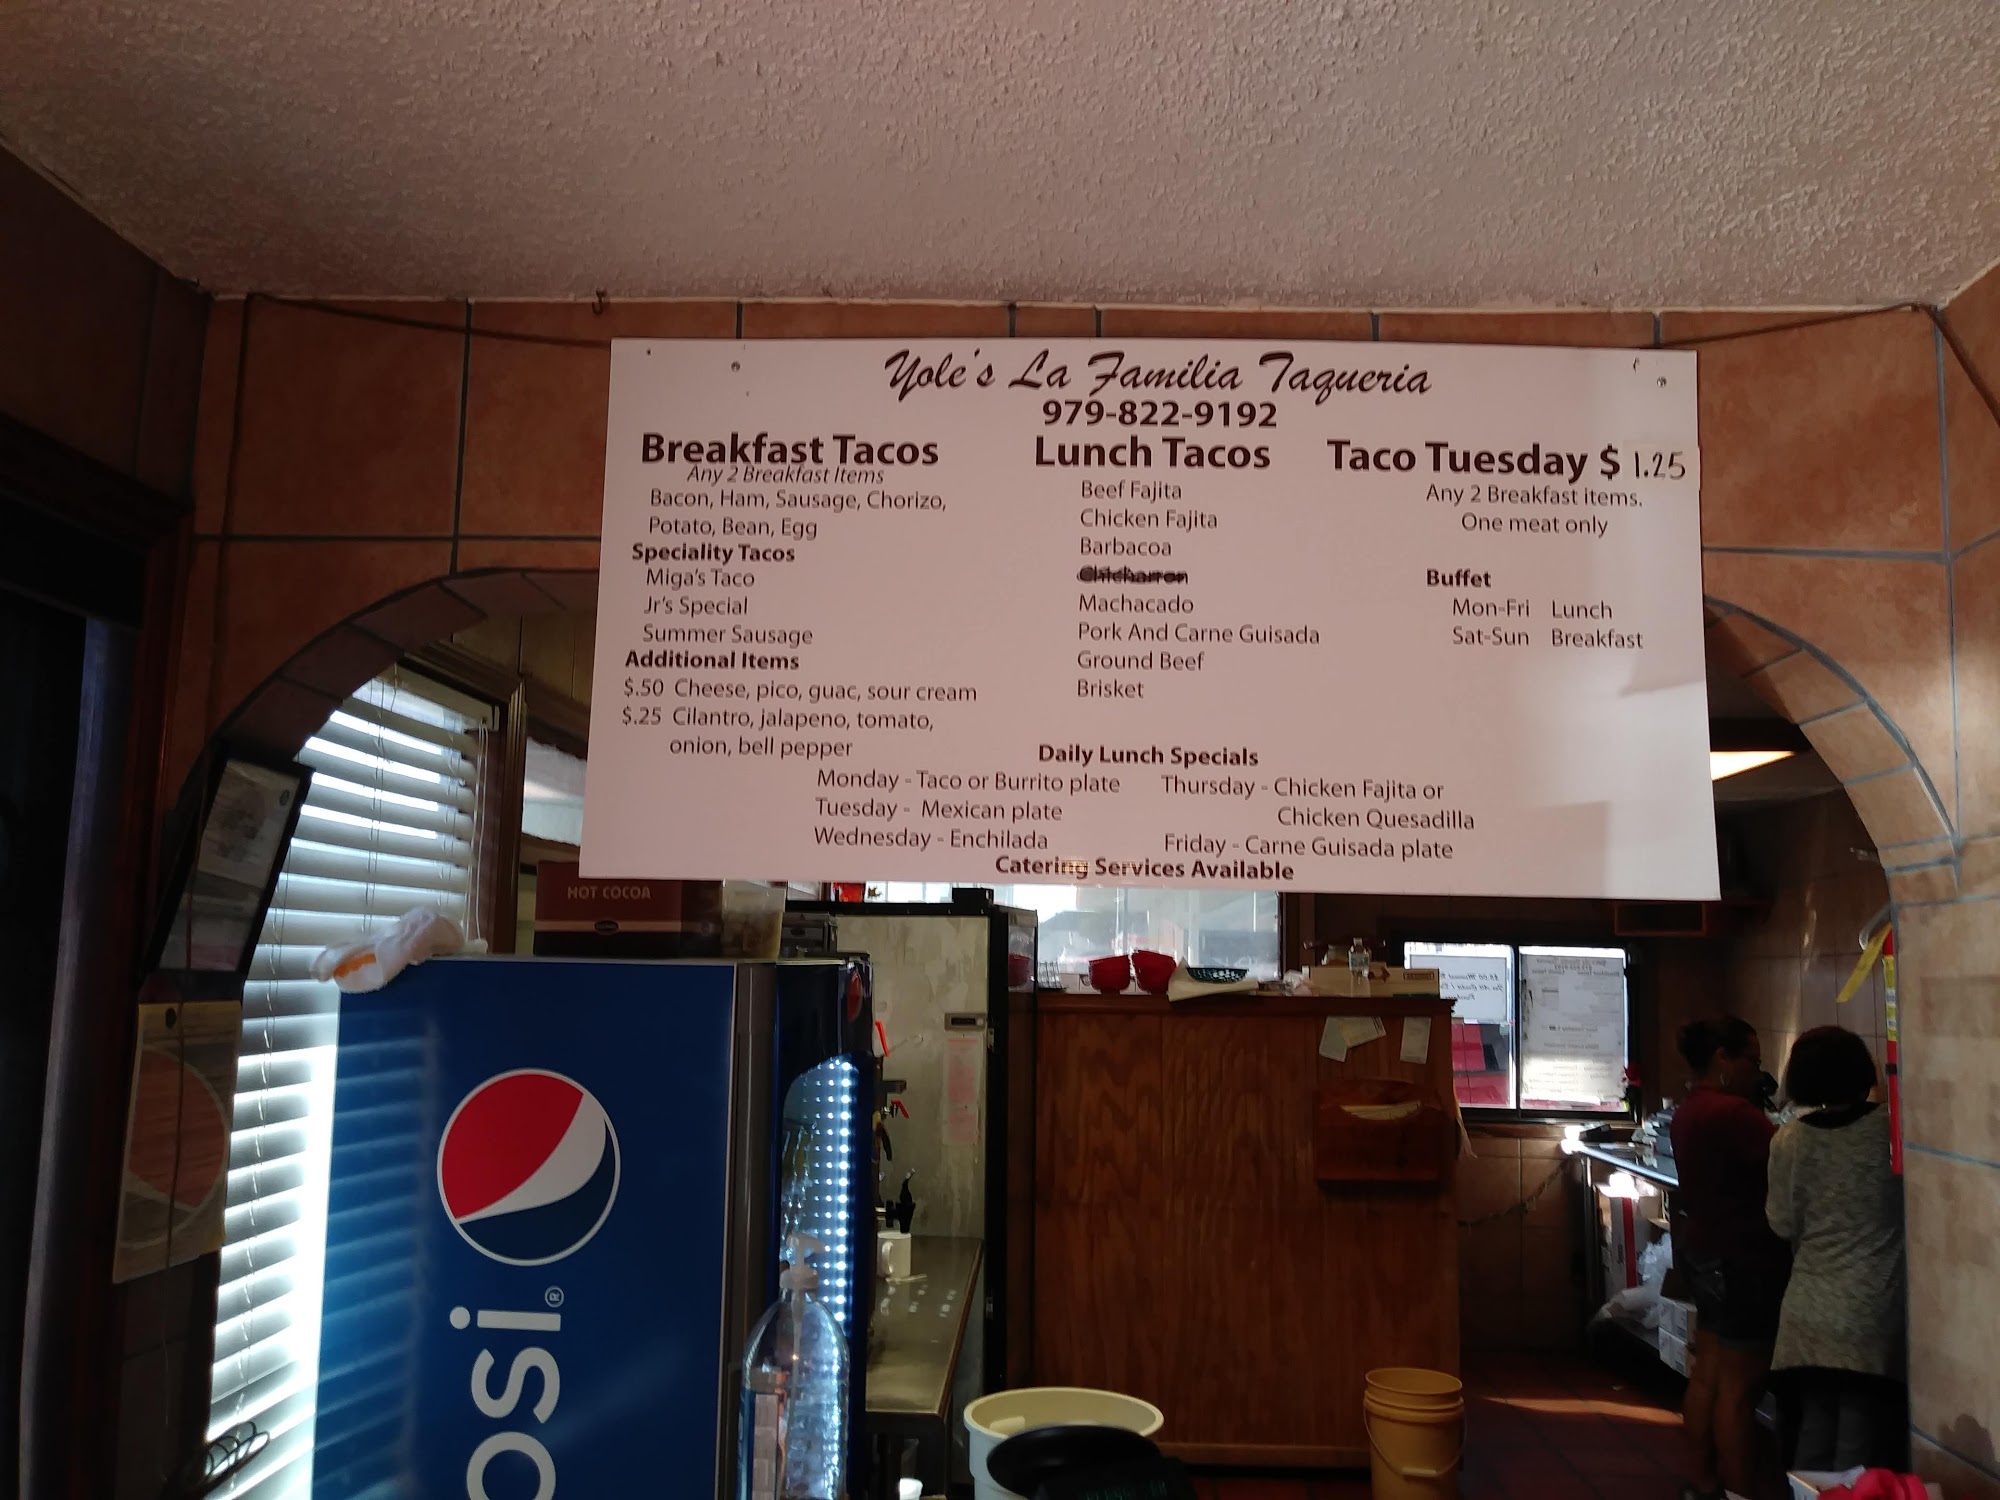 Yole's La Familia Taqueria
979-822-9192
Breakfast Tacos
Any 2 Breakfast Items
Bacon, Ham, Sausage, Chorizo,
Potato, Bean, Egg
Speciality Tacos
Miga's Taco
Jr's Special
Summer Sausage
Additional Items
$.50 Cheese, pico, guac, sour cream
$.25 Cilantro, jalapeno, tomato,
onion, bell pepper
Lunch Tacos
Beef Fajita
Chicken Fajita
Barbacoa
Chicharron
Machacado
Pork And Carne Guisada
Ground Beef
Brisket
Taco Tuesday $ 1.25
Any 2 Breakfast items.
One meat only
Buffet
Mon-Fri Lunch
Sat-Sun Breakfast
Daily Lunch Specials
Monday - Taco or Burrito plate
Tuesday - Mexican plate
Wednesday - Enchilada
Thursday - Chicken Fajita or
Chicken Quesadilla
Friday - Carne Guisada plate
Catering Services Available
HOT COCOA
psi®